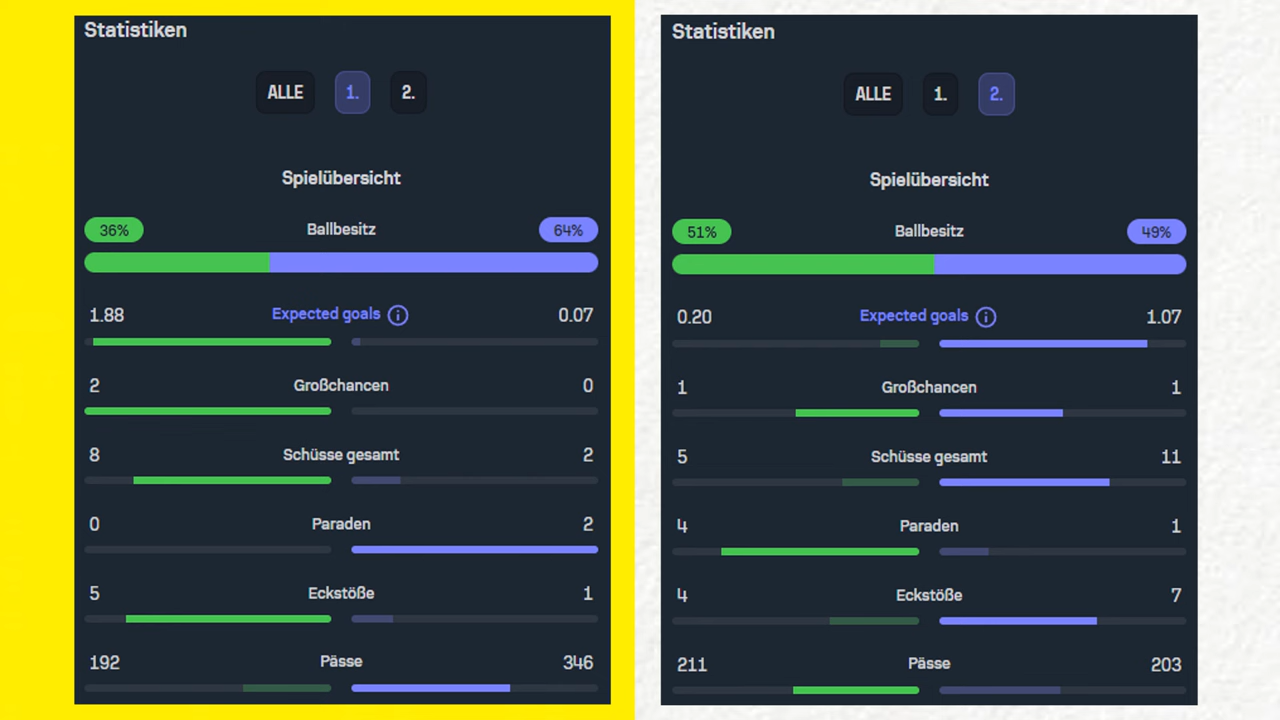 Statistiken
ALLE 1. 2.
Spielübersicht
36% Ballbesitz 64%
1.88 Expected goals i 0.07
2 Großchancen 0
8 Schüsse gesamt 2
0 Paraden 2
5 Eckstöße 1
192 Pässe 346
Statistiken
ALLE 1. 2.
Spielübersicht
51% Ballbesitz 49%
0.20 Expected goals i 1.07
1 Großchancen 1
5 Schüsse gesamt 11
4 Paraden 1
4 Eckstöße 7
211 Pässe 203